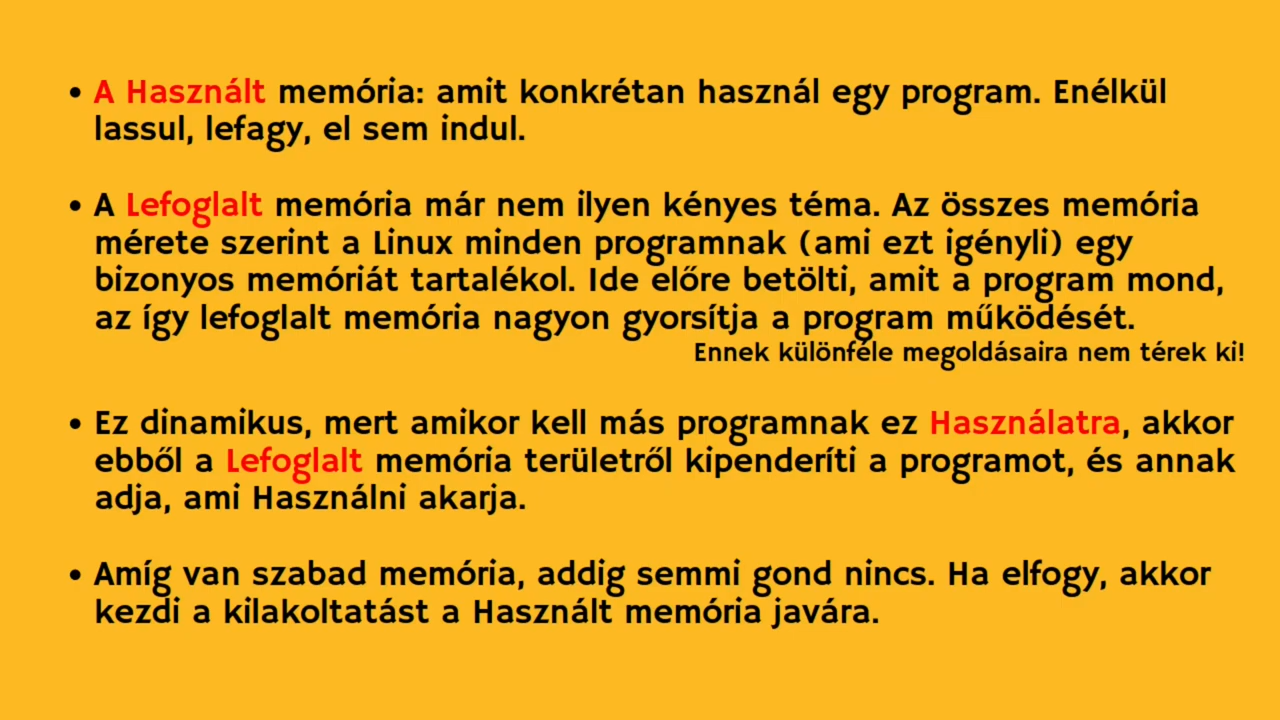 • A Használt memória: amit konkrétan használ egy program. Enélkül
lassul, lefagy, el sem indul.
• A Lefoglalt memória már nem ilyen kényes téma. Az összes memória
mérete szerint a Linux minden programnak (ami ezt igényli) egy
bizonyos memóriát tartalékol. Ide előre betölti, amit a program mond,
az így lefoglalt memória nagyon gyorsítja a program működését.
Ennek különféle megoldásaira nem térek ki!
• Ez dinamikus, mert amikor kell más programnak ez Használatra, akkor
ebből a Lefoglalt memória területről kipenderíti a programot, és annak
adja, ami Használni akarja.
• Amíg van szabad memória, addig semmi gond nincs. Ha elfogy, akkor
kezdi a kilakoltatást a Használt memória javára.